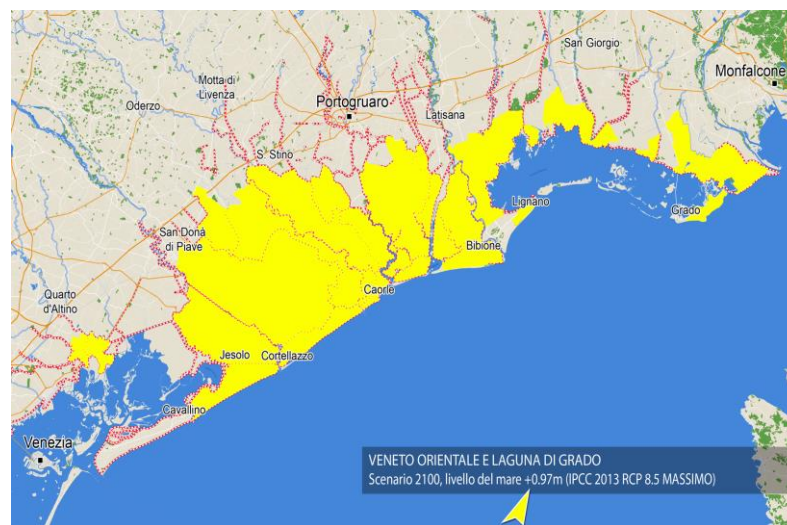 San Giorgio
Monfalcone
Motta di
Livenza
Oderzo
Portogruaro
Latisana
S. Stino
Lignano
Grado
San Donà
di Piave
Bibione
Caorle
Quarto
d'Altino
Jesolo
Cortellazzo
Cavallino
Venezia
VENETO ORIENTALE E LAGUNA DI GRADO
Scenario 2100, livello del mare +0.97m (IPCC 2013 RCP 8.5 MASSIMO)